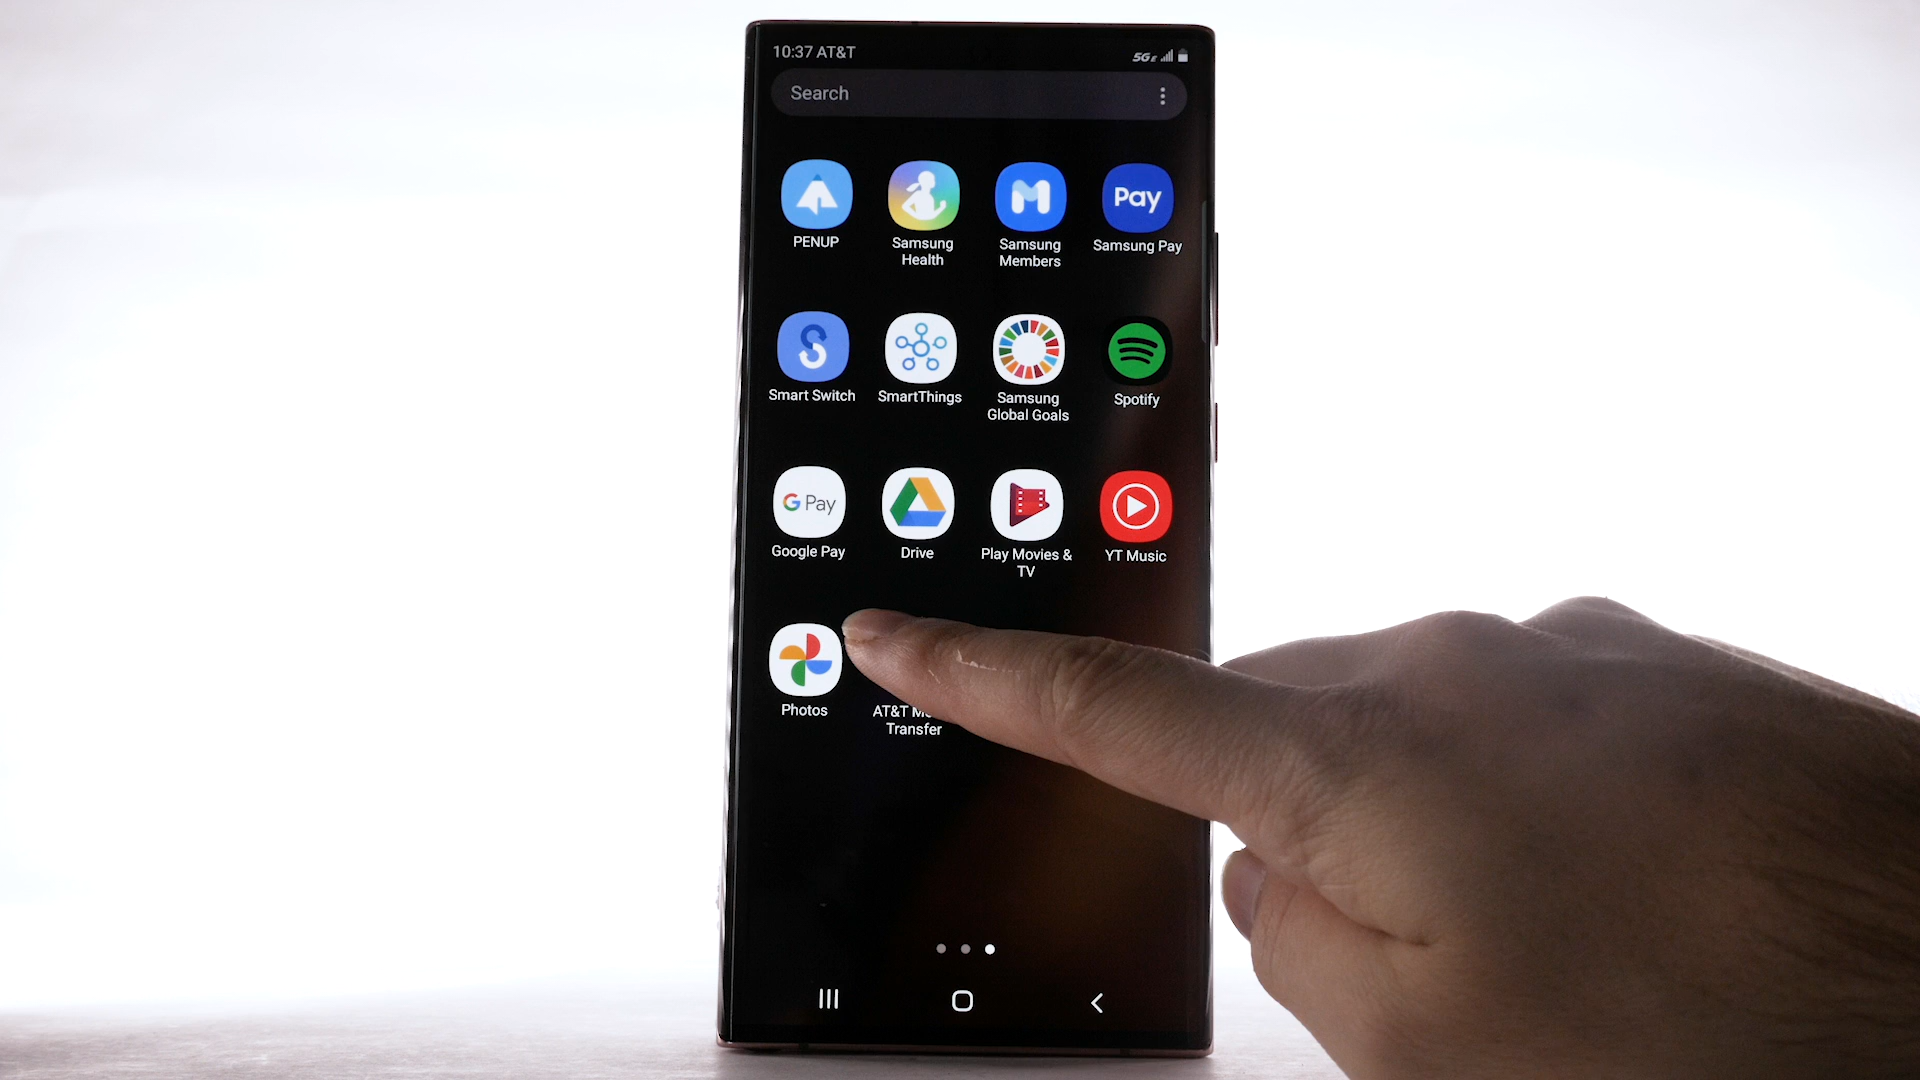 10:37 AT&T 5G E
Search
Pay
PENUP
Samsung
Health
Samsung
Members
Samsung Pay
Smart Switch
SmartThings
Samsung
Global Goals
Spotify
G Pay
Google Pay
Drive
Play Movies &
TV
YT Music
Photos
AT&T
Transfer